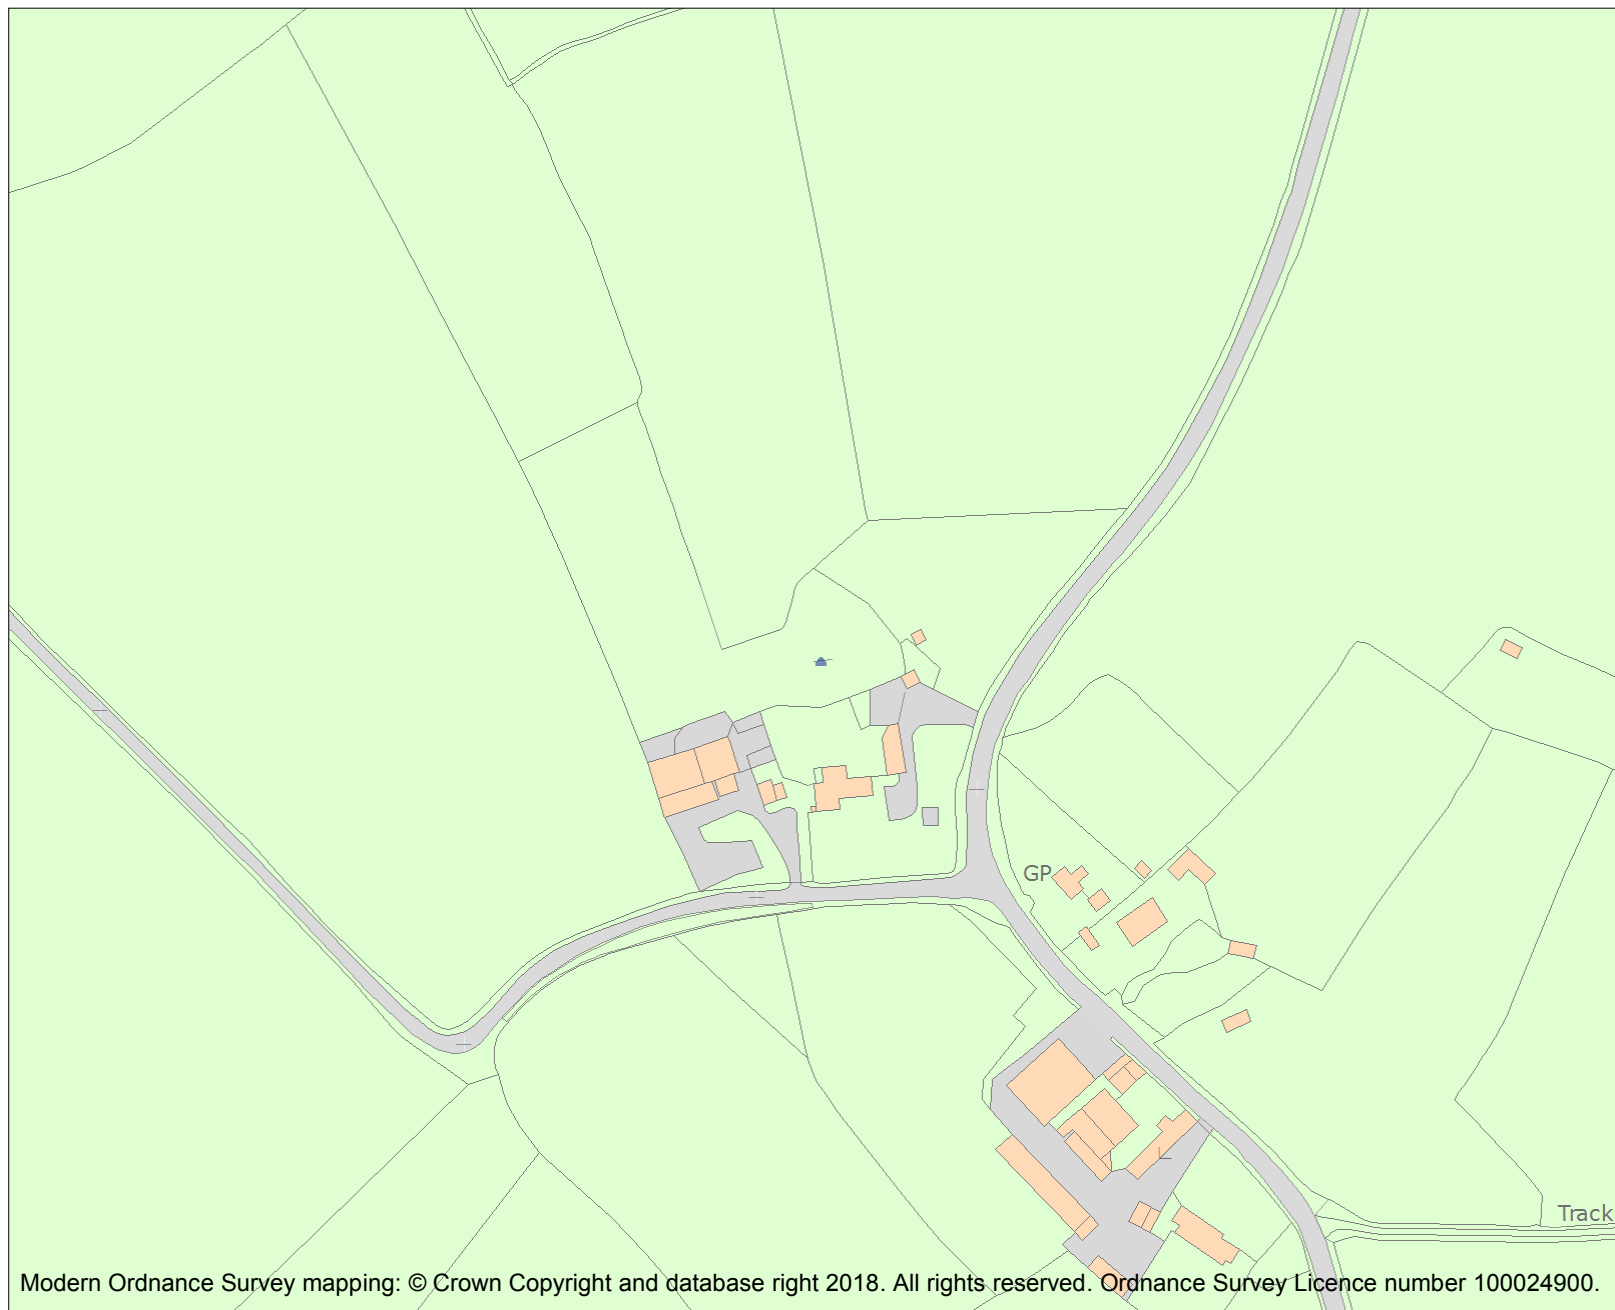 GP
Track
Modern Ordnance Survey mapping: © Crown Copyright and database right 2018. All rights reserved. Ordnance Survey Licence number 100024900.